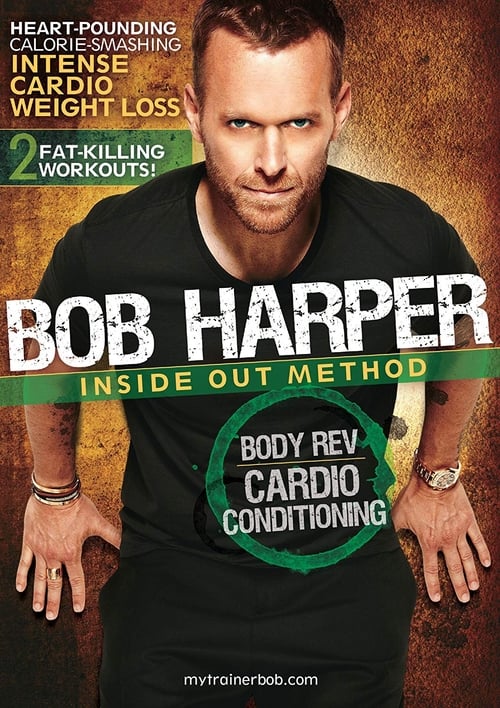 HEART-POUNDING
CALORIE-SMASHING
INTENSE
CARDIO
WEIGHT LOSS
2 FAT-KILLING
WORKOUTS!
BOB HARPER
INSIDE OUT METHOD
BODY REV
CARDIO
CONDITIONING
mytrainerbob.com